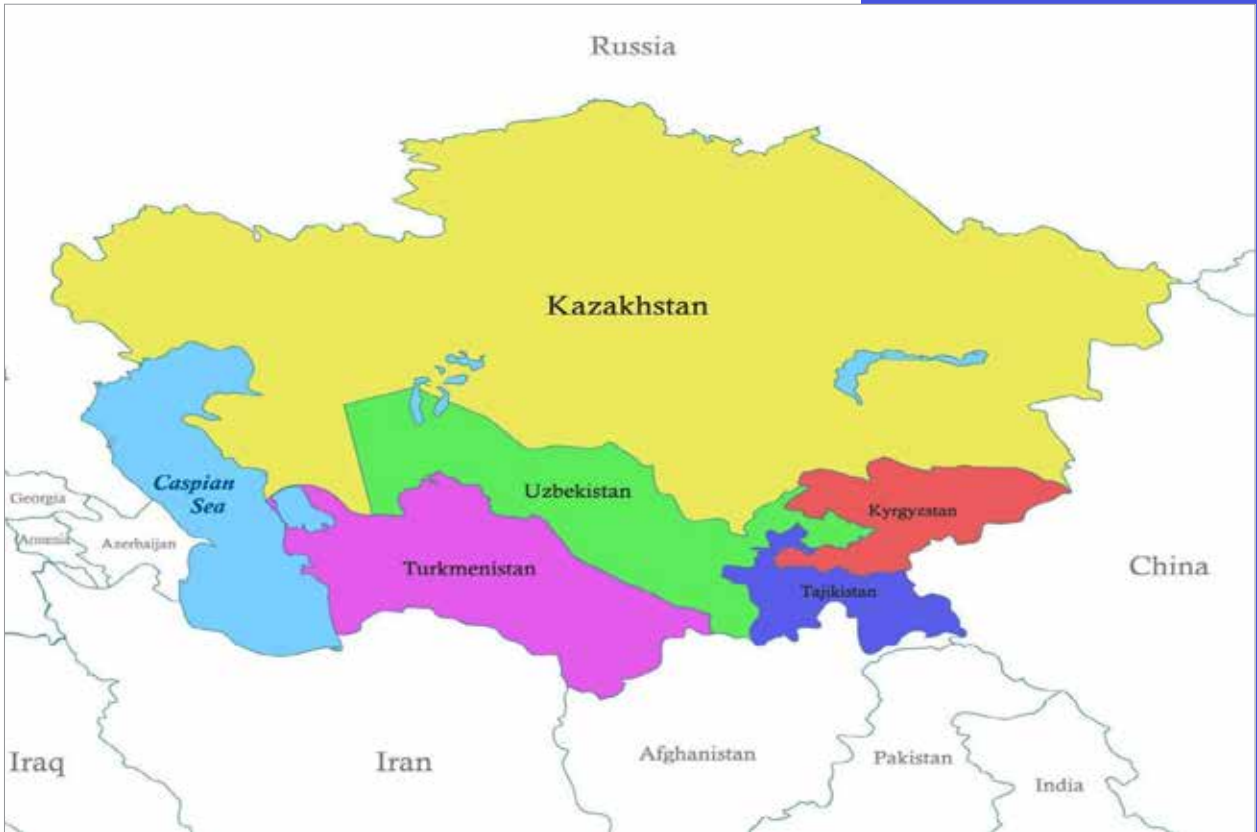 Russia
Kazakhstan
Caspian
Sea
Georgia
Armenia
Azerbaijan
Uzbekistan
Kyrgyzstan
Turkmenistan
Tajikistan
China
Iraq
Iran
Afghanistan
Pakistan
India